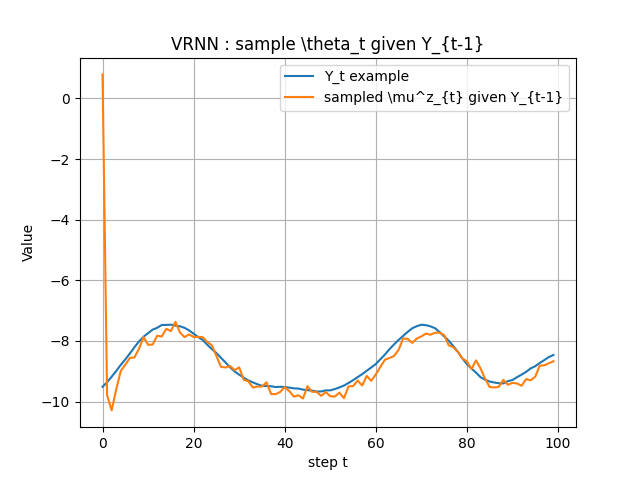 VRNN : sample \theta_t given Y_{t-1}
Y_t example
sampled \mu^z_{t} given Y_{t-1}
Value
0
−2
−4
−6
−8
−10
0 20 40 60 80 100
step t